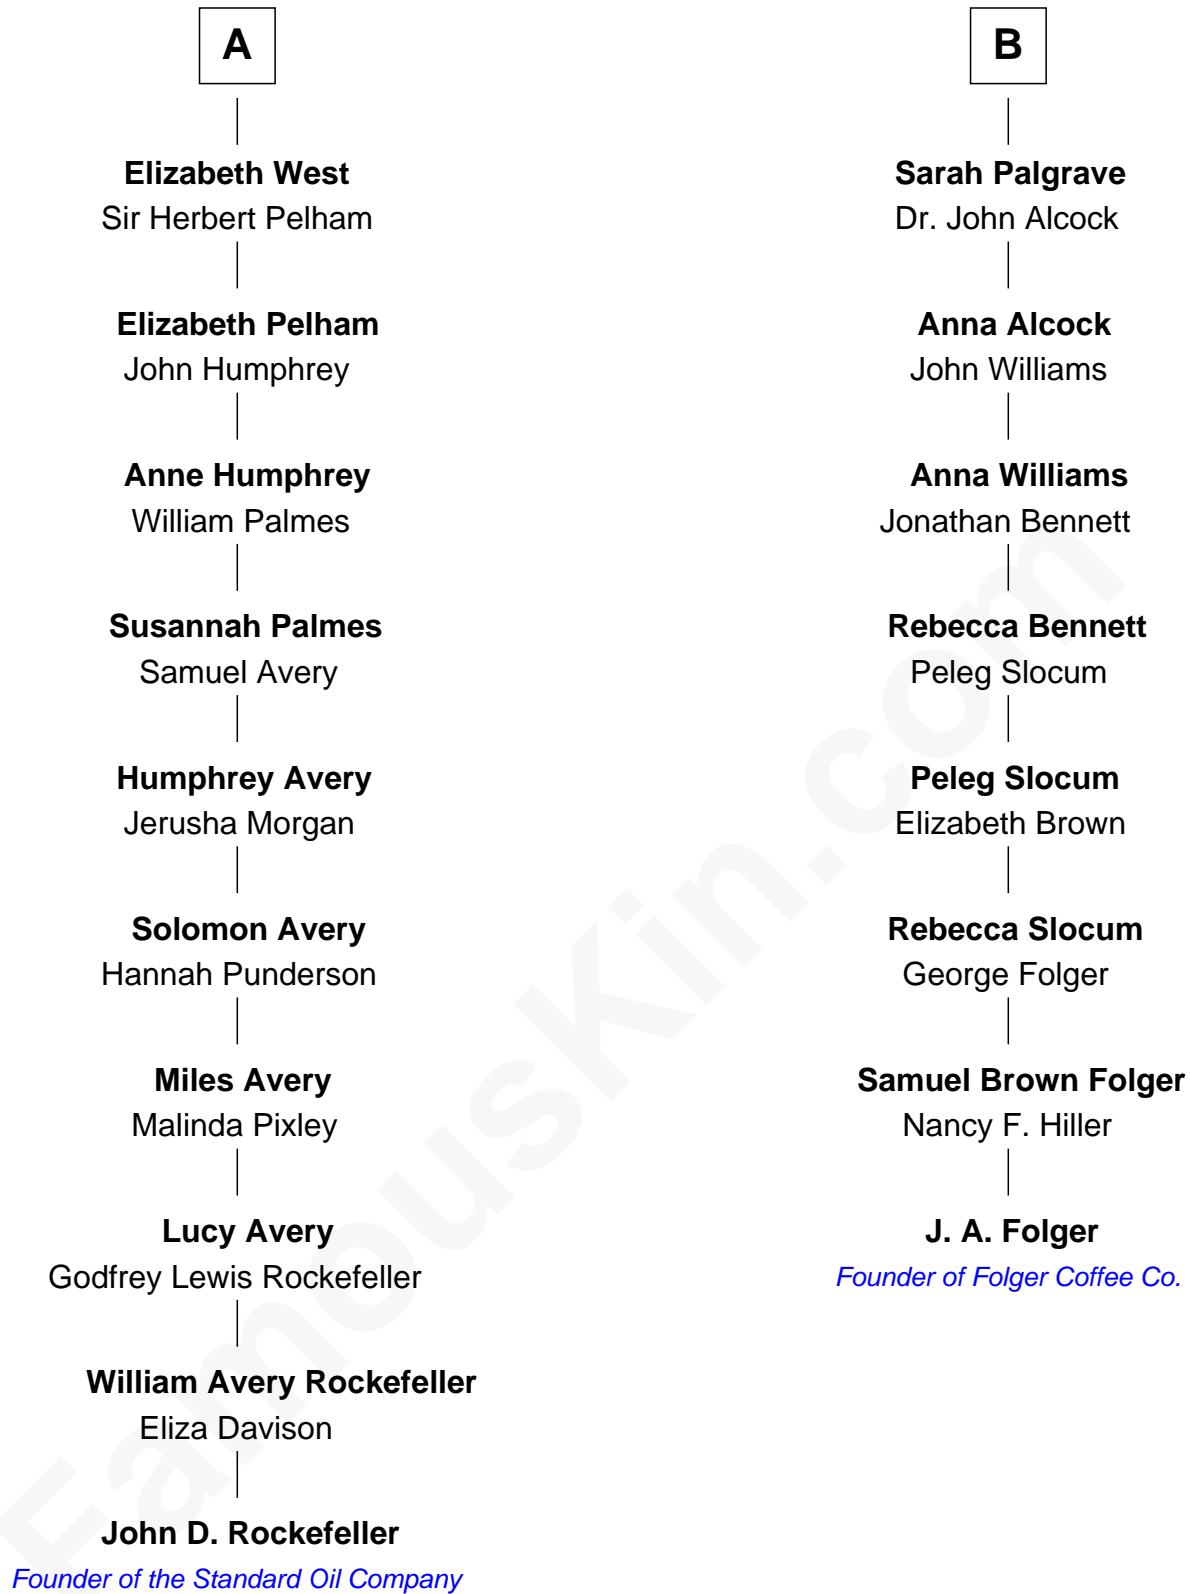 A
Elizabeth West
Sir Herbert Pelham
Elizabeth Pelham
John Humphrey
Anne Humphrey
William Palmes
Susannah Palmes
Samuel Avery
Humphrey Avery
Jerusha Morgan
Solomon Avery
Hannah Punderson
Miles Avery
Malinda Pixley
Lucy Avery
Godfrey Lewis Rockefeller
William Avery Rockefeller
Eliza Davison
John D. Rockefeller
Founder of the Standard Oil Company
B
Sarah Palgrave
Dr. John Alcock
Anna Alcock
John Williams
Anna Williams
Jonathan Bennett
Rebecca Bennett
Peleg Slocum
Peleg Slocum
Elizabeth Brown
Rebecca Slocum
George Folger
Samuel Brown Folger
Nancy F. Hiller
J. A. Folger
Founder of Folger Coffee Co.
FamousKin.com